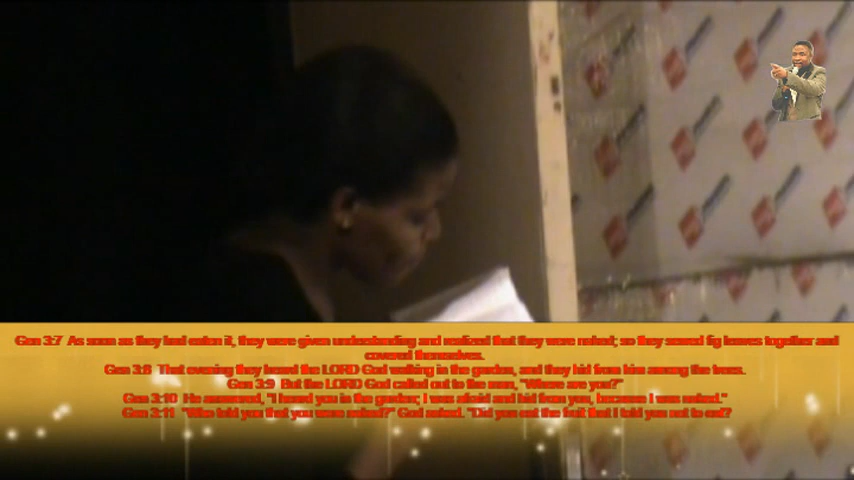 Gen 3:7 As soon as they had eaten it, they were given understanding and realized that they were naked; so they sewed fig leaves together and
covered themselves.
Gen 3:8 That evening they heard the LORD God walking in the garden, and they hid from him among the trees.
Gen 3:9 But the LORD God called out to the man, "Where are you?"
Gen 3:10 He answered, "I heard you in the garden; I was afraid and hid from you, because I was naked."
Gen 3:11 "Who told you that you were naked?" God asked. "Did you eat the fruit that I told you not to eat?